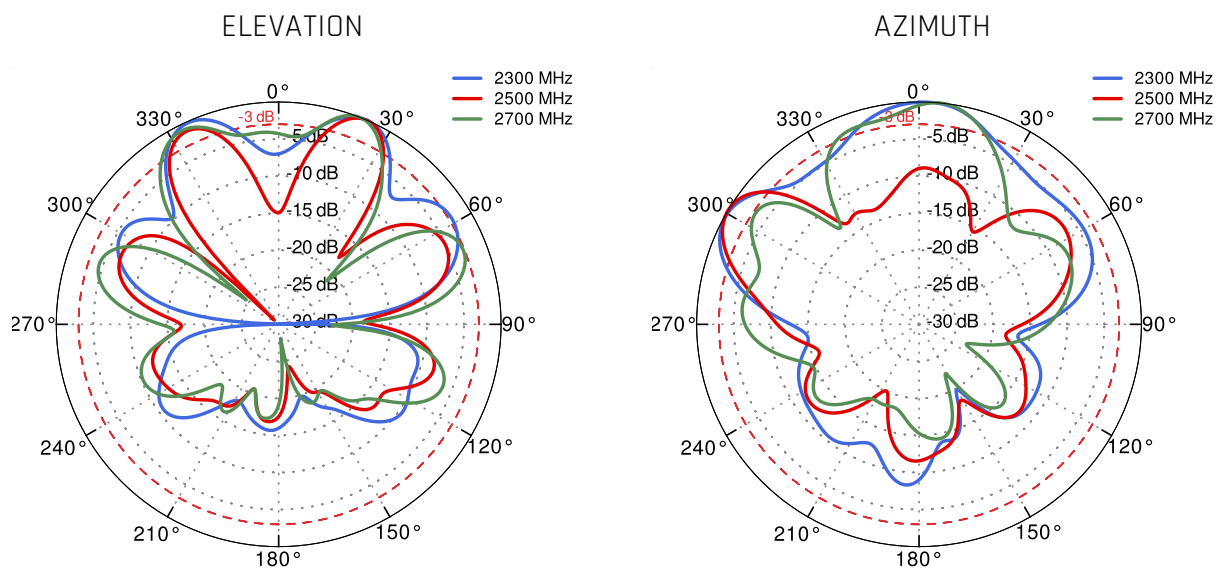 ELEVATION
2300 MHz
2500 MHz
2700 MHz
0°
30°
60°
90°
120°
150°
180°
210°
240°
270°
300°
330°
-3 dB
-5 dB
-10 dB
-15 dB
-20 dB
-25 dB
-30 dB
AZIMUTH
2300 MHz
2500 MHz
2700 MHz
0°
30°
60°
90°
120°
150°
180°
210°
240°
270°
300°
330°
-3 dB
-5 dB
-10 dB
-15 dB
-20 dB
-25 dB
-30 dB